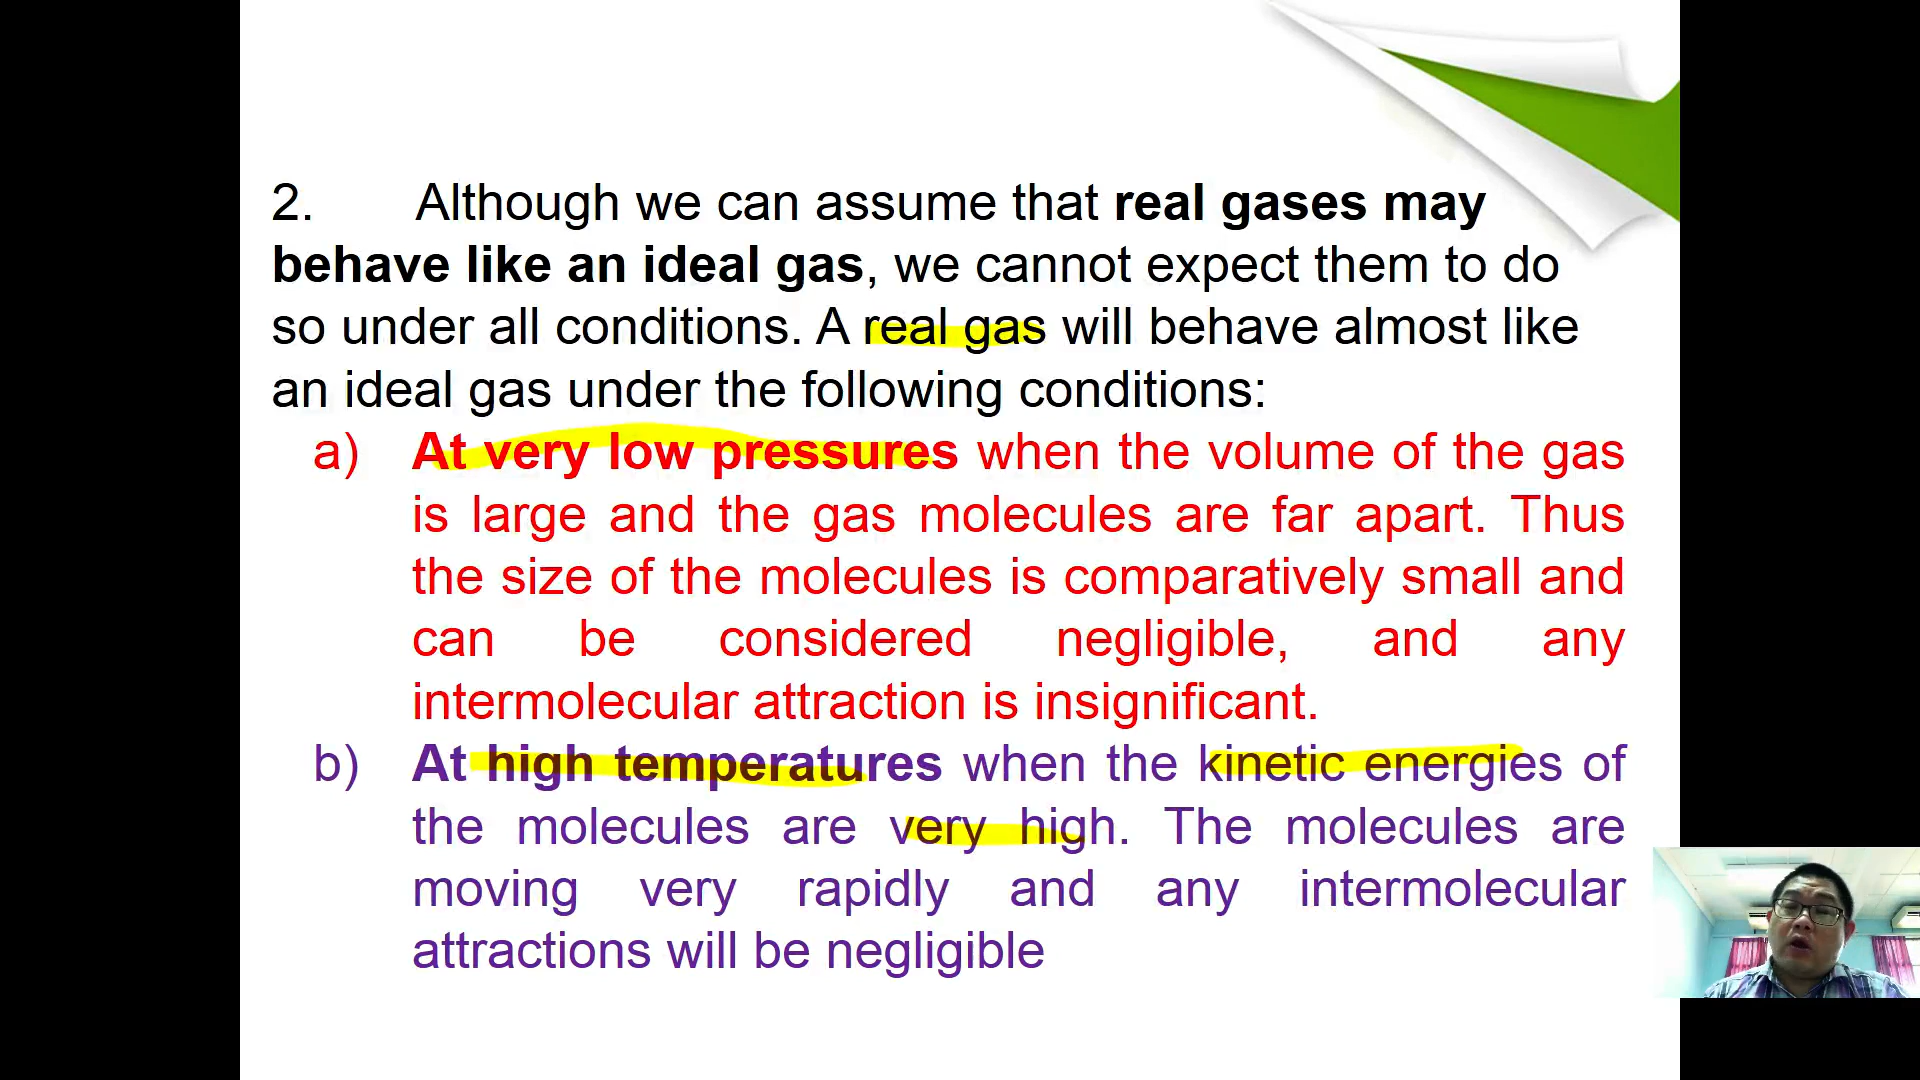 2. Although we can assume that real gases may
behave like an ideal gas, we cannot expect them to do
so under all conditions. A real gas will behave almost like
an ideal gas under the following conditions:
a) At very low pressures when the volume of the gas
is large and the gas molecules are far apart. Thus
the size of the molecules is comparatively small and
can be considered negligible, and any
intermolecular attraction is insignificant.
b) At high temperatures when the kinetic energies of
the molecules are very high. The molecules are
moving very rapidly and any intermolecular
attractions will be negligible